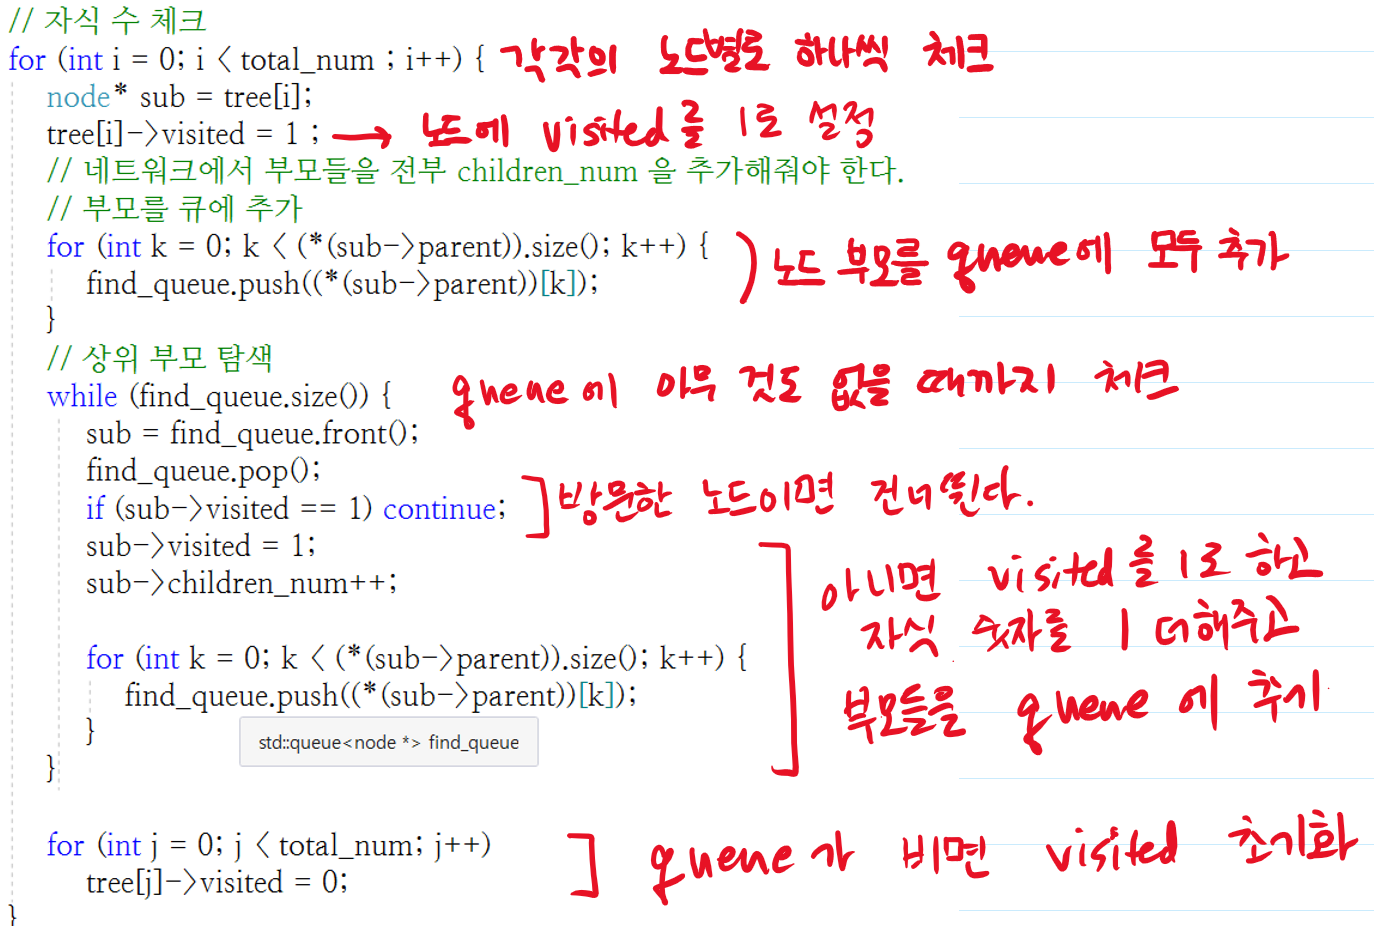 // 자식 수 체크
for (int i = 0; i < total_num ; i++) { 각각의 노드별로 하나씩 체크
node* sub = tree[i];
tree[i]->visited = 1 ; → 노드에 visited를 1로 설정
// 네트워크에서 부모들을 전부 children_num 을 추가해줘야 한다.
// 부모를 큐에 추가
for (int k = 0; k < (*(sub->parent)).size(); k++) { ) 노드 부모를 queue에 모두 추가
find_queue.push((*(sub->parent))[k]);
}
// 상위 부모 탐색
while (find_queue.size()) { queue에 아무 것도 없을 때까지 체크
sub = find_queue.front();
find_queue.pop();
if (sub->visited == 1) continue; ] 방문한 노드이면 건너띈다.
sub->visited = 1;
sub->children_num++;
아니면 visited를 1로 하고
자식 숫자를 1 더해주고
for (int k = 0; k < (*(sub->parent)).size(); k++) {
find_queue.push((*(sub->parent))[k]);
부모들을 queue에 추가
}
std::queue<node *> find_queue
}
for (int j = 0; j < total_num; j++) ] queue가 비면 visited 초기화
tree[j]->visited = 0;
}